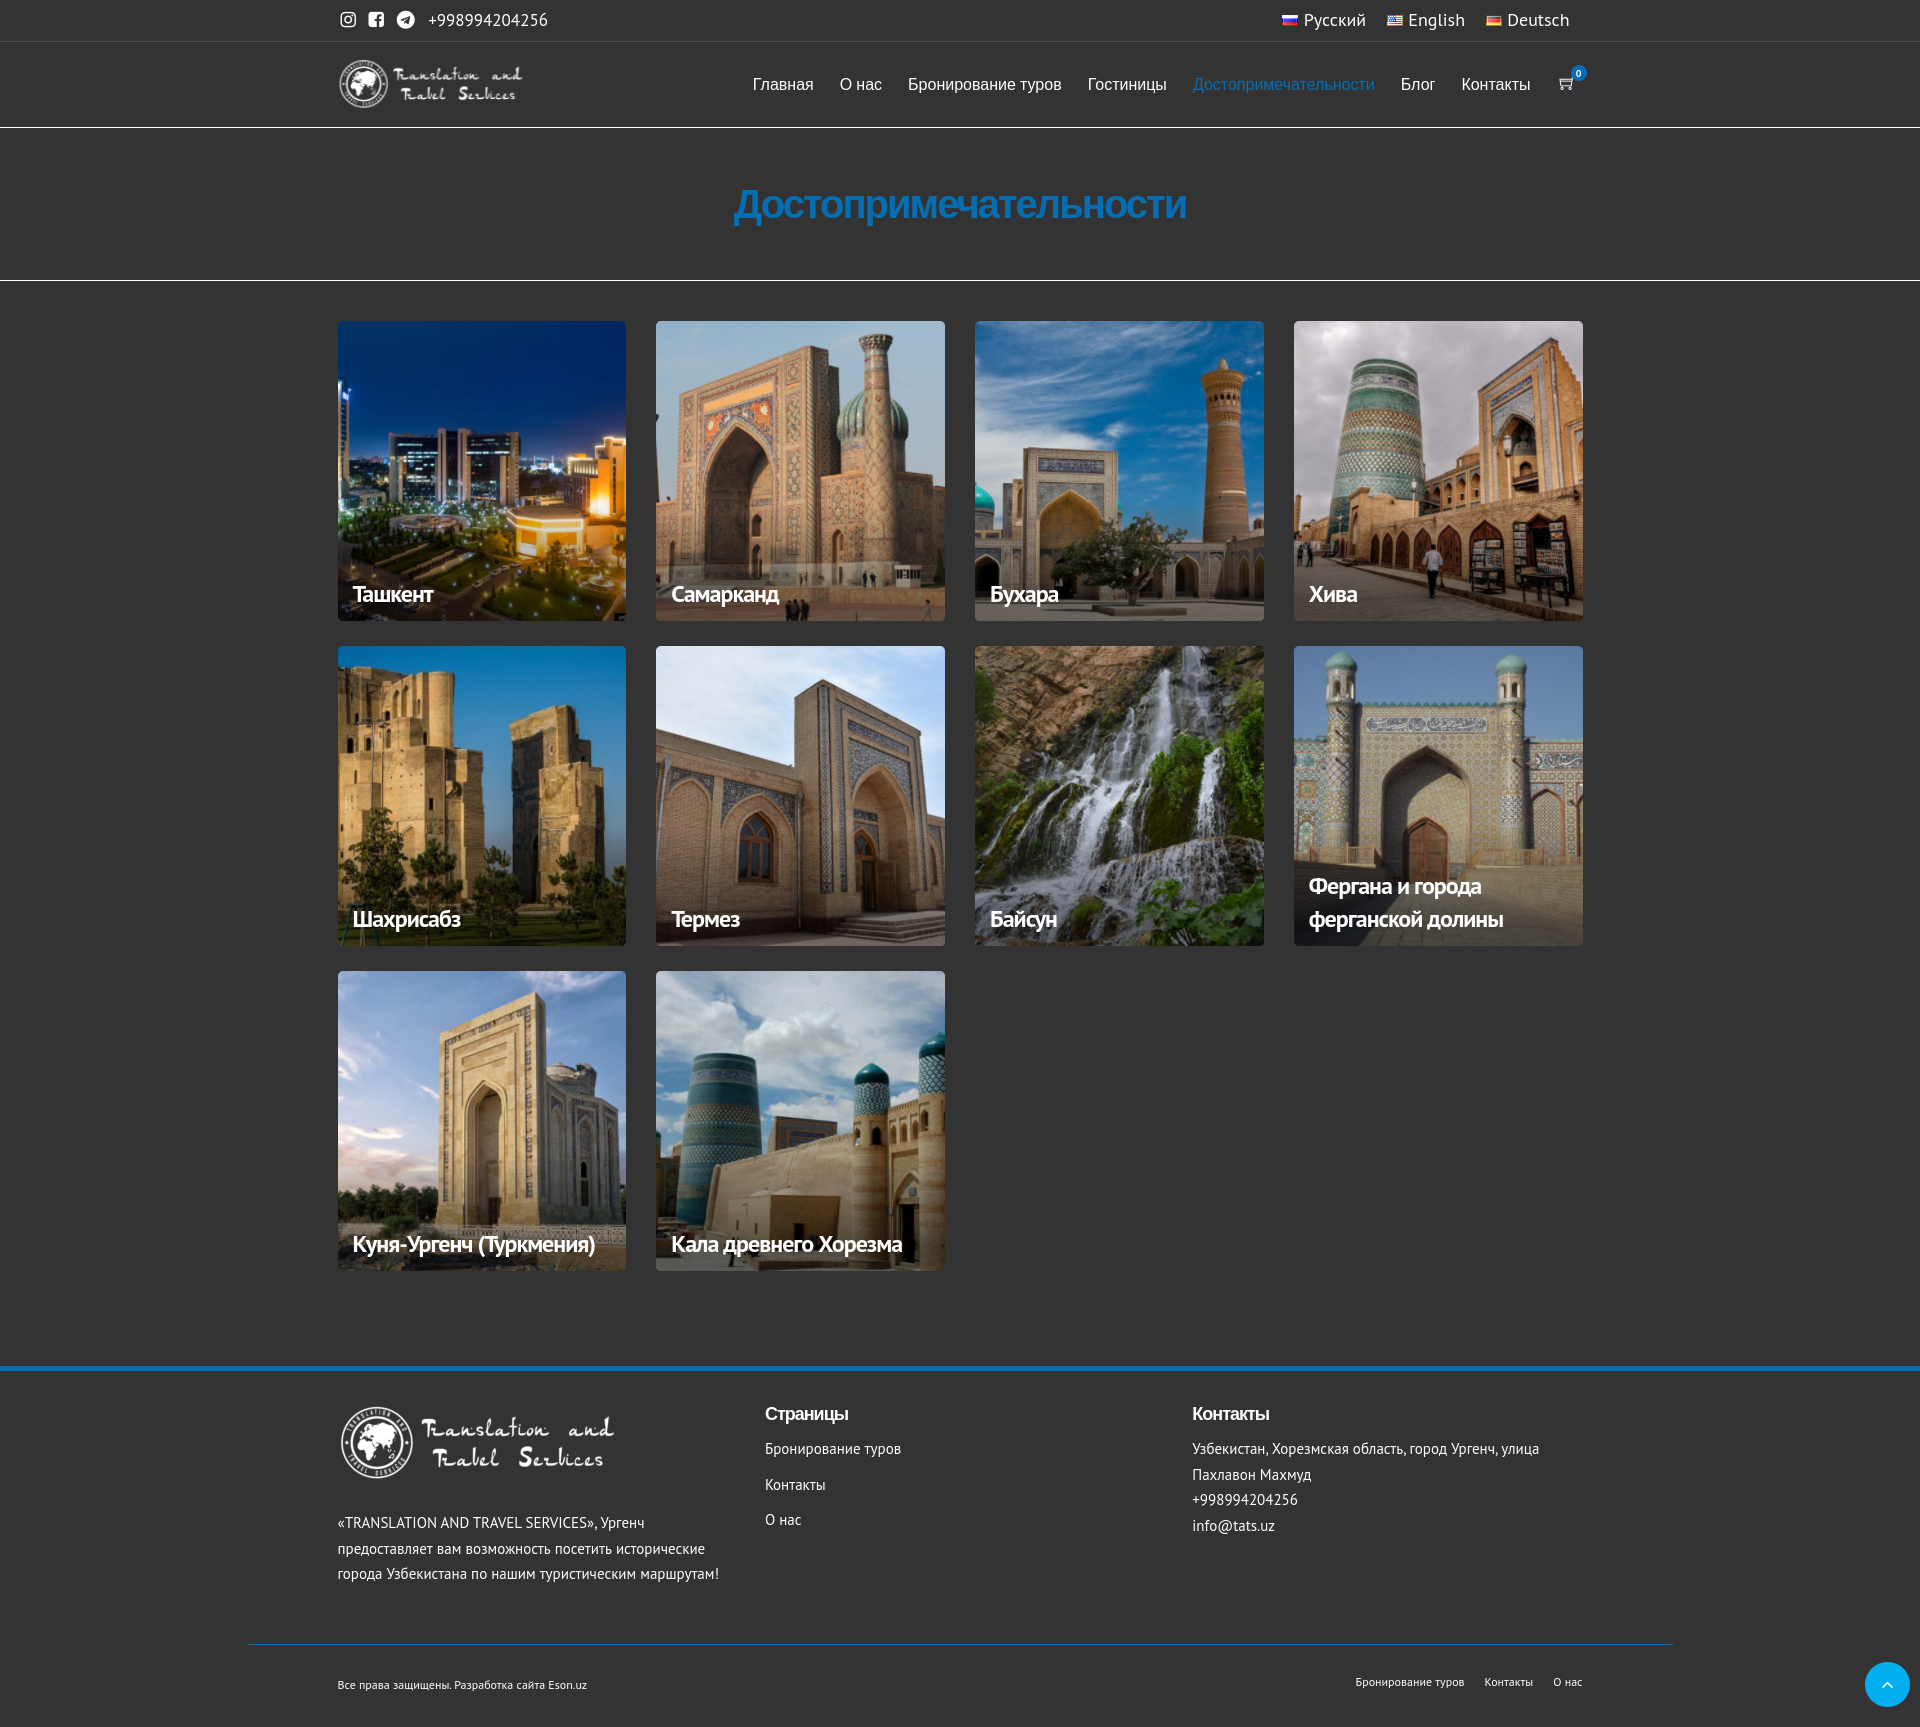 +998994204256
Русский English Deutsch
Translation and
Travel Services
Главная О нас Бронирование туров Гостиницы Достопримечательности Блог Контакты 0
Достопримечательности
Ташкент
Самарканд
Бухара
Хива
Шахрисабз
Термез
Байсун
Фергана и города
ферганской долины
Куня-Ургенч (Туркмения)
Кала древнего Хорезма
Translation and
Travel Services
«TRANSLATION AND TRAVEL SERVICES», Ургенч
предоставляет вам возможность посетить исторические
города Узбекистана по нашим туристическим маршрутам!
Страницы
Бронирование туров
Контакты
О нас
Контакты
Узбекистан, Хорезмская область, город Ургенч, улица
Пахлавон Махмуд
+998994204256
info@tats.uz
Все права защищены. Разработка сайта Eson.uz
Бронирование туров Контакты О нас